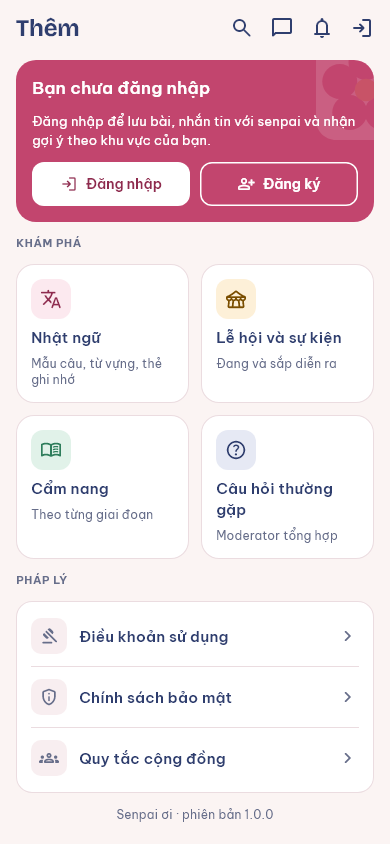 Thêm
Bạn chưa đăng nhập
Đăng nhập để lưu bài, nhắn tin với senpai và nhận
gợi ý theo khu vực của bạn.
Đăng nhập
Đăng ký
KHÁM PHÁ
Nhật ngữ
Mẫu câu, từ vựng, thẻ
ghi nhớ
Lễ hội và sự kiện
Đang và sắp diễn ra
Cẩm nang
Theo từng giai đoạn
Câu hỏi thường
gặp
Moderator tổng hợp
PHÁP LÝ
Điều khoản sử dụng
Chính sách bảo mật
Quy tắc cộng đồng
Senpai ơi · phiên bản 1.0.0